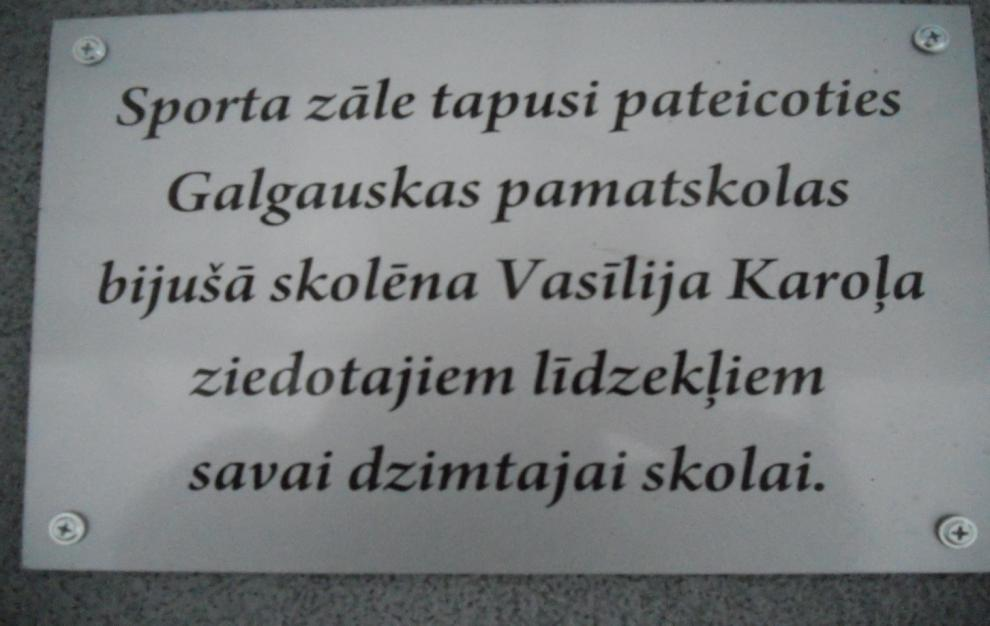 Sporta zāle tapusi pateicoties
Galgauskas pamatskolas
bijušā skolēna Vasīlija Karoļa
ziedotajiem līdzekļiem
savai dzimtajai skolai.